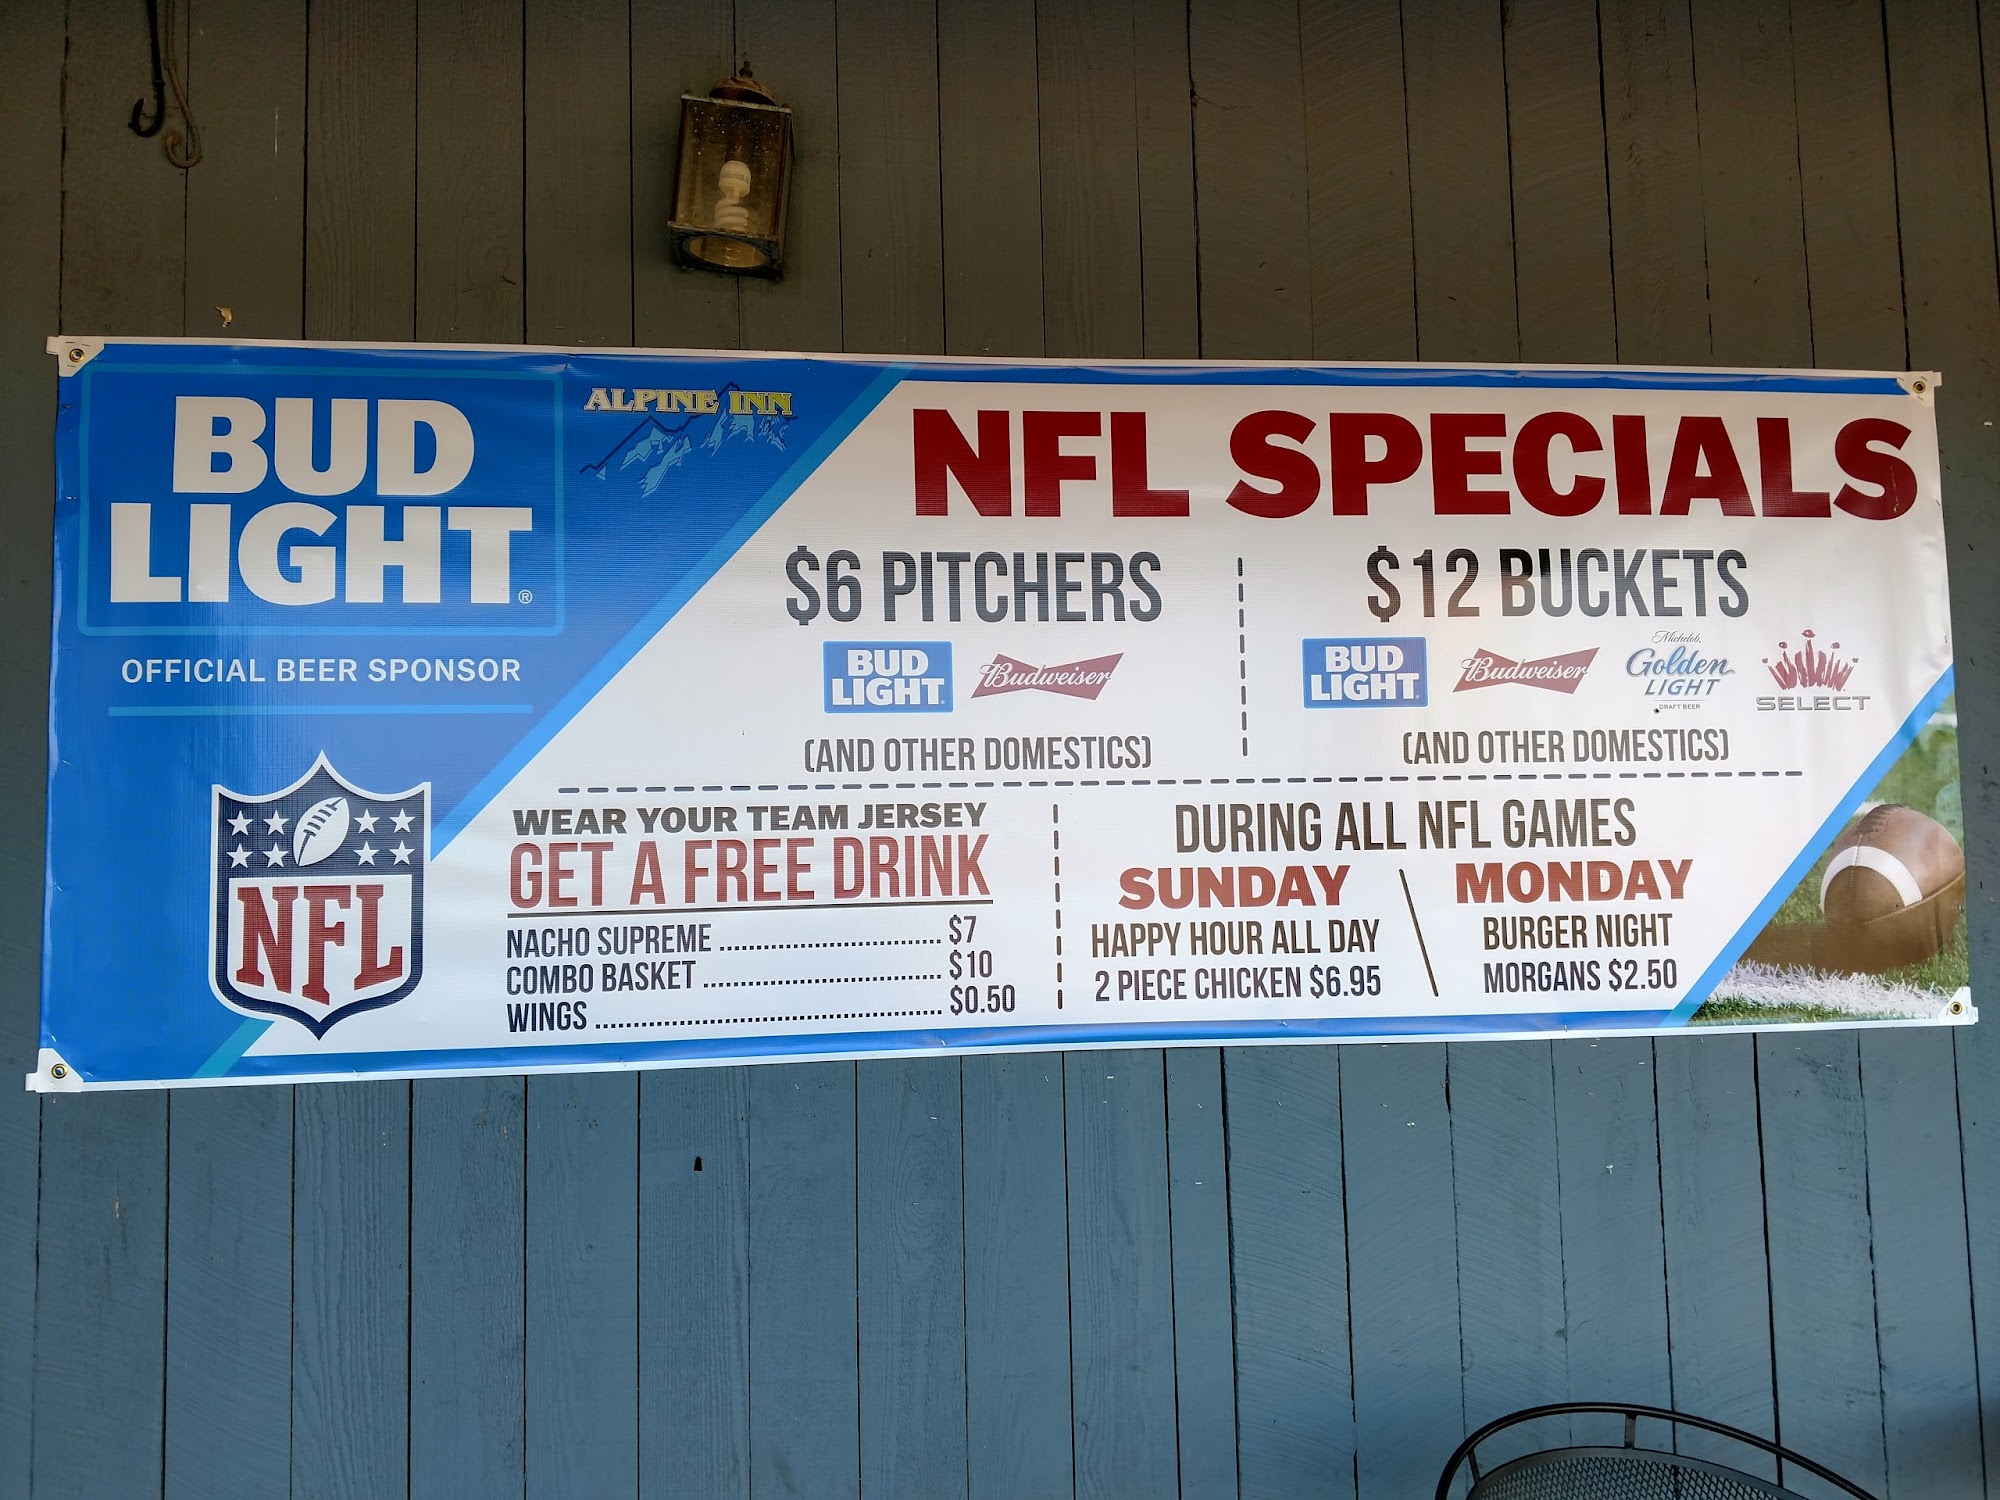 BUD
LIGHT®
OFFICIAL BEER SPONSOR
NFL
ALPINE INN
NFL SPECIALS
$6 PITCHERS
BUD
LIGHT
Budweiser
(AND OTHER DOMESTICS)
$12 BUCKETS
BUD
LIGHT
Budweiser
Michelob
Golden
LIGHT
DRAFT BEER
SELECT
(AND OTHER DOMESTICS)
WEAR YOUR TEAM JERSEY
GET A FREE DRINK
NACHO SUPREME ............................. $7
COMBO BASKET ............................... $10
WINGS ............................................. $0.50
DURING ALL NFL GAMES
SUNDAY
HAPPY HOUR ALL DAY
2 PIECE CHICKEN $6.95
MONDAY
BURGER NIGHT
MORGANS $2.50